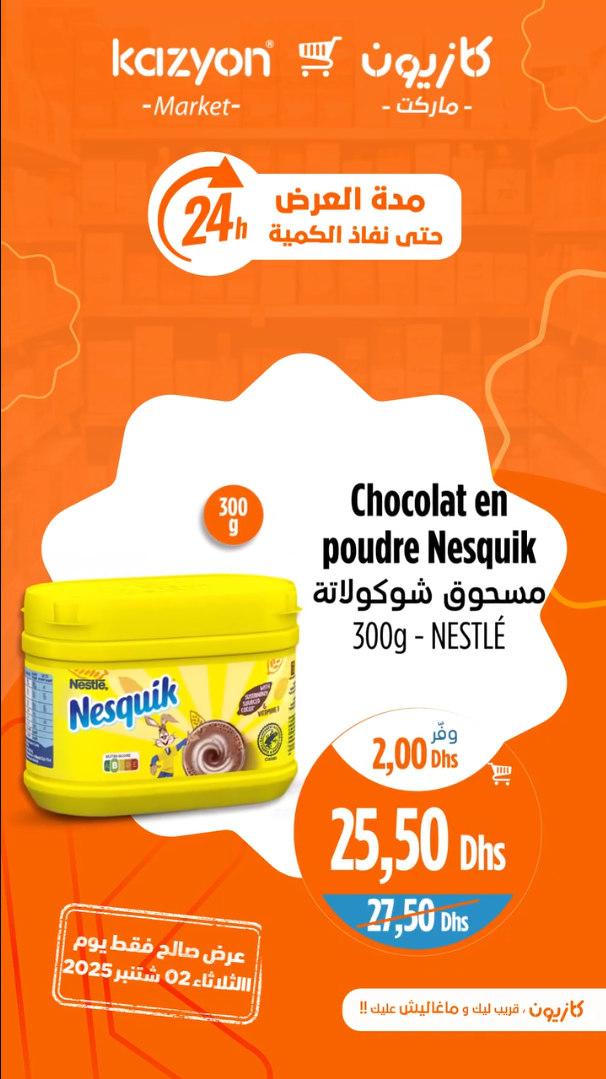 kazyon® كازيون
-Market- - ماركت -
24h
مدة العرض
حتى نفاذ الكمية
300
g
Chocolat en
poudre Nesquik
مسحوق شوكولاتة
300g - NESTLÉ
Nestlé
Nesquik
NUTRI-SCORE
وفّر
2,00 Dhs
25,50 Dhs
27,50 Dhs
عرض صالح فقط يوم
الثلاثاء 02 شتنبر 2025
كازيون ، قريب ليك و ماغاليش عليك !!